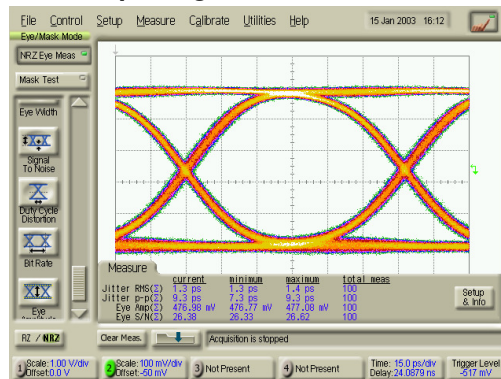 File Control Setup Measure Calibrate Utilities Help 15 Jan 2003 16:12
Eye/Mask Mode
NRZ Eye Meas
Mask Test
Eye Width
Signal
To Noise
Duty Cycle
Distortion
Bit Rate
Eye
Measure
current minimum maximum total meas
Jitter RMS(Σ) 1.3 ps 1.3 ps 1.4 ps 100
Jitter p-p(Σ) 9.3 ps 7.3 ps 9.3 ps 100
Eye Amp(Σ) 476.98 mV 476.77 mV 477.08 mV 100
Eye S/N(Σ) 26.38 26.33 26.62 100
Setup
& Info
RZ / NRZ
Clear Meas.
Acquisition is stopped
1 Scale:1.00 V/div
Offset:0.0 V
2 Scale:100 mV/div
Offset:-50 mV
3 Not Present
4 Not Present
Time: 15.0 ps/div
Delay:24.0879 ns
Trigger Level
-517 mV